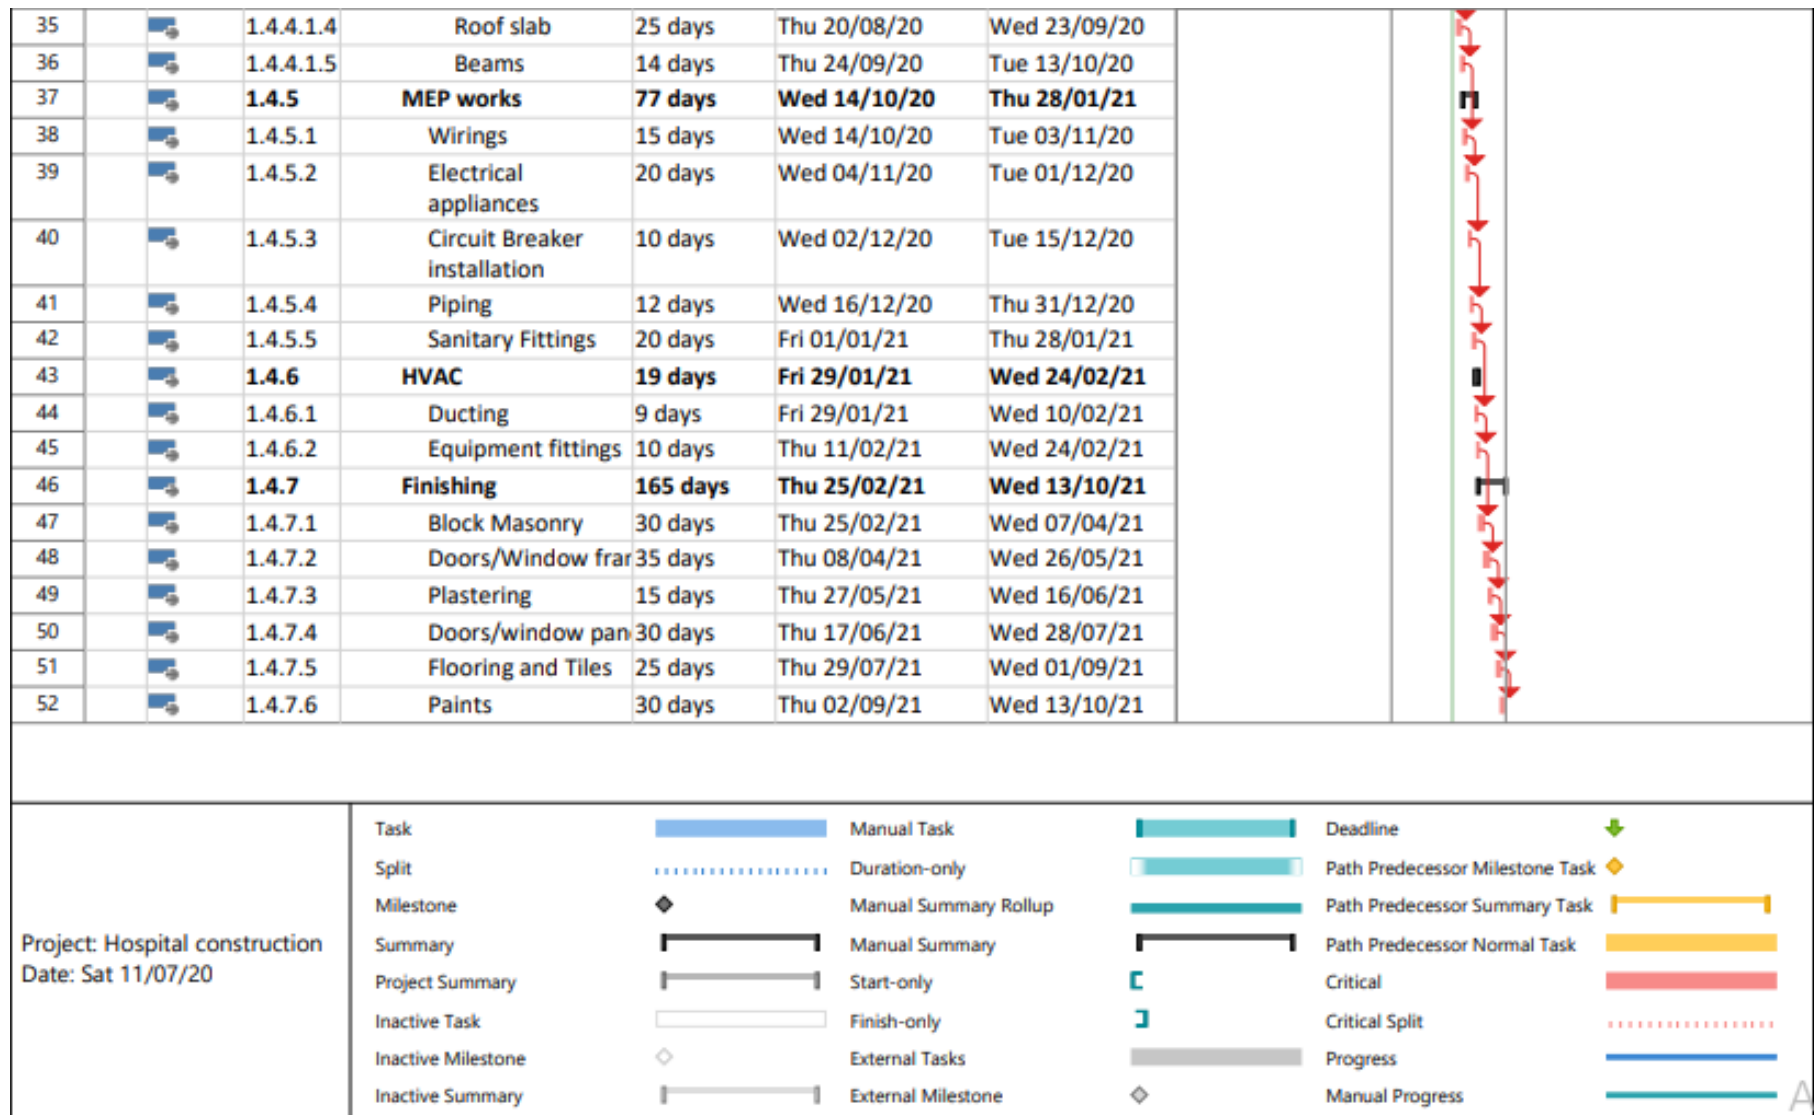 35 1.4.4.1.4 Roof slab 25 days Thu 20/08/20 Wed 23/09/20
36 1.4.4.1.5 Beams 14 days Thu 24/09/20 Tue 13/10/20
37 1.4.5 MEP works 77 days Wed 14/10/20 Thu 28/01/21
38 1.4.5.1 Wirings 15 days Wed 14/10/20 Tue 03/11/20
39 1.4.5.2 Electrical 20 days Wed 04/11/20 Tue 01/12/20
appliances
40 1.4.5.3 Circuit Breaker 10 days Wed 02/12/20 Tue 15/12/20
installation
41 1.4.5.4 Piping 12 days Wed 16/12/20 Thu 31/12/20
42 1.4.5.5 Sanitary Fittings 20 days Fri 01/01/21 Thu 28/01/21
43 1.4.6 HVAC 19 days Fri 29/01/21 Wed 24/02/21
44 1.4.6.1 Ducting 9 days Fri 29/01/21 Wed 10/02/21
45 1.4.6.2 Equipment fittings 10 days Thu 11/02/21 Wed 24/02/21
46 1.4.7 Finishing 165 days Thu 25/02/21 Wed 13/10/21
47 1.4.7.1 Block Masonry 30 days Thu 25/02/21 Wed 07/04/21
48 1.4.7.2 Doors/Window frar 35 days Thu 08/04/21 Wed 26/05/21
49 1.4.7.3 Plastering 15 days Thu 27/05/21 Wed 16/06/21
50 1.4.7.4 Doors/window pan 30 days Thu 17/06/21 Wed 28/07/21
51 1.4.7.5 Flooring and Tiles 25 days Thu 29/07/21 Wed 01/09/21
52 1.4.7.6 Paints 30 days Thu 02/09/21 Wed 13/10/21
Project: Hospital construction
Date: Sat 11/07/20
Task
Split
Milestone
Summary
Project Summary
Inactive Task
Inactive Milestone
Inactive Summary
Manual Task
Duration-only
Manual Summary Rollup
Manual Summary
Start-only
Finish-only
External Tasks
External Milestone
Deadline
Path Predecessor Milestone Task
Path Predecessor Summary Task
Path Predecessor Normal Task
Critical
Critical Split
Progress
Manual Progress
A